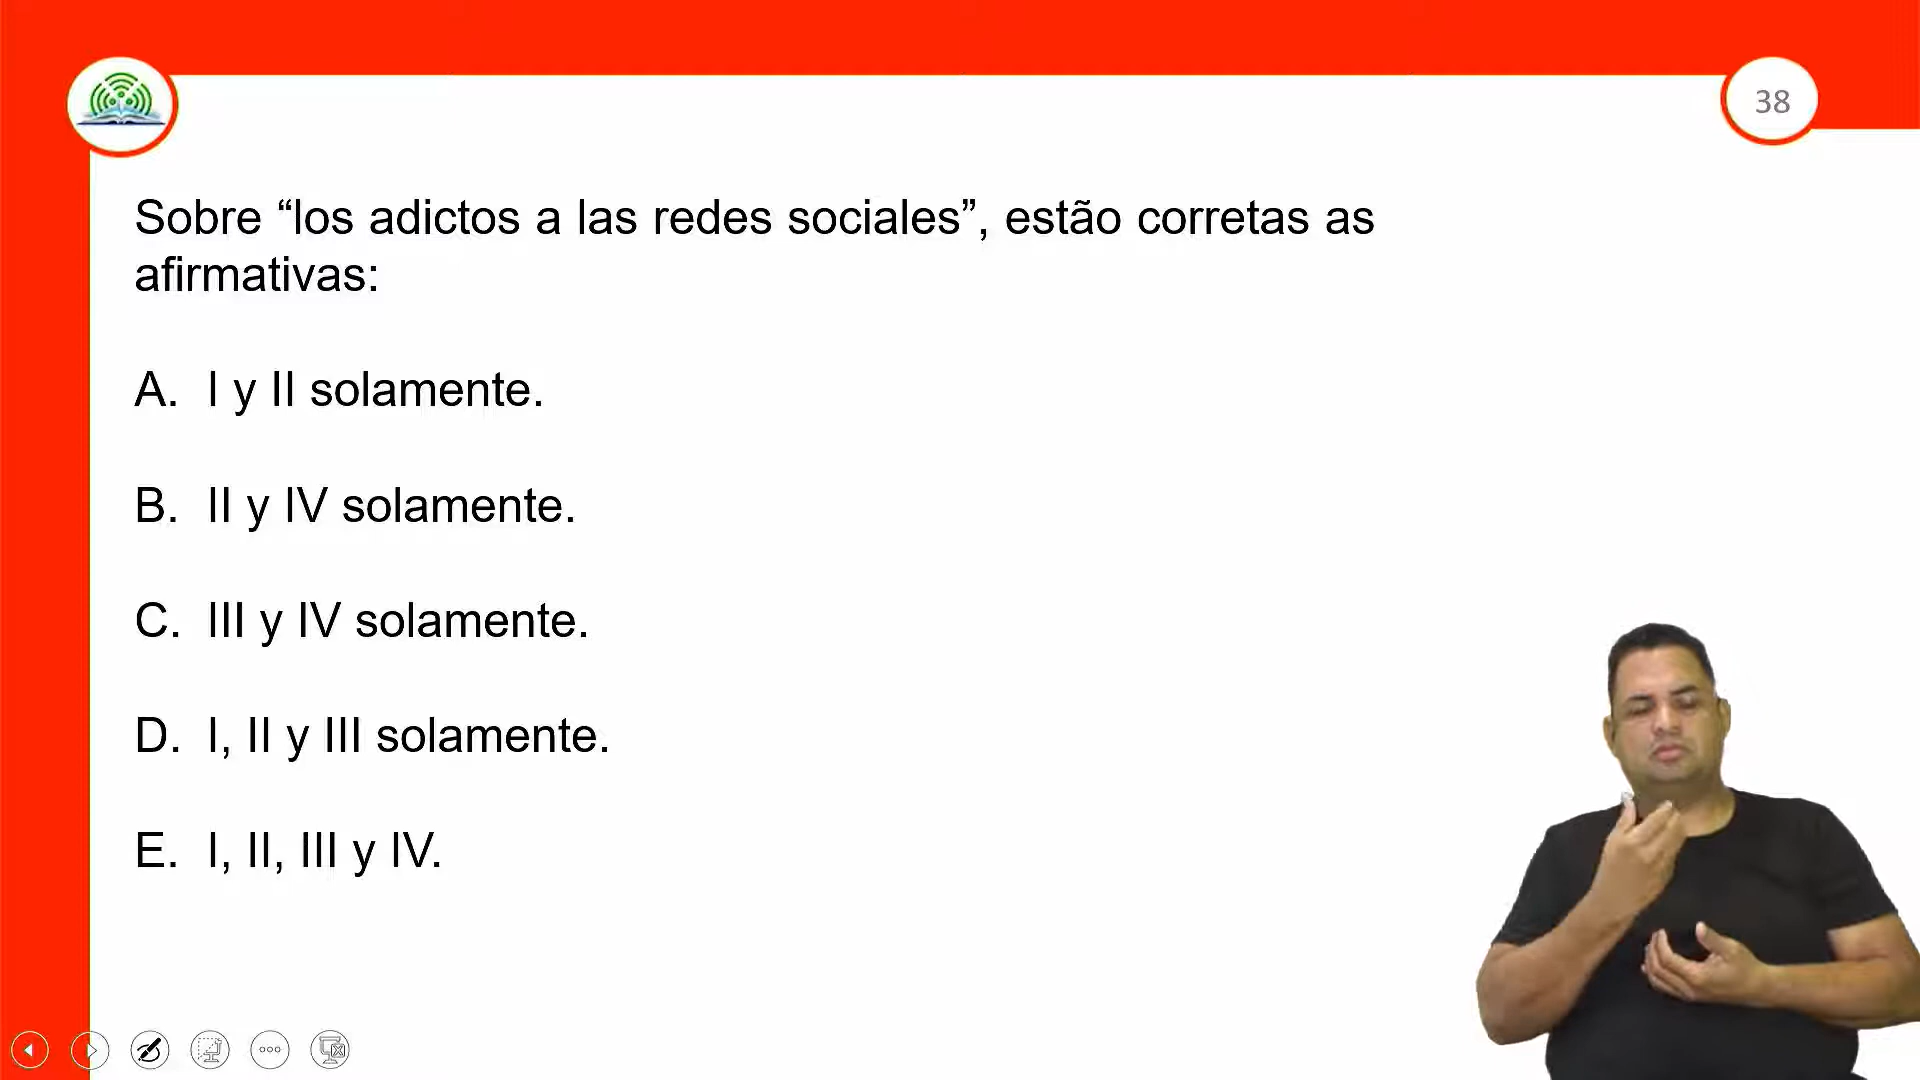 38
Sobre “los adictos a las redes sociales”, estão corretas as
afirmativas:
A. I y II solamente.
B. II y IV solamente.
C. III y IV solamente.
D. I, II y III solamente.
E. I, II, III y IV.